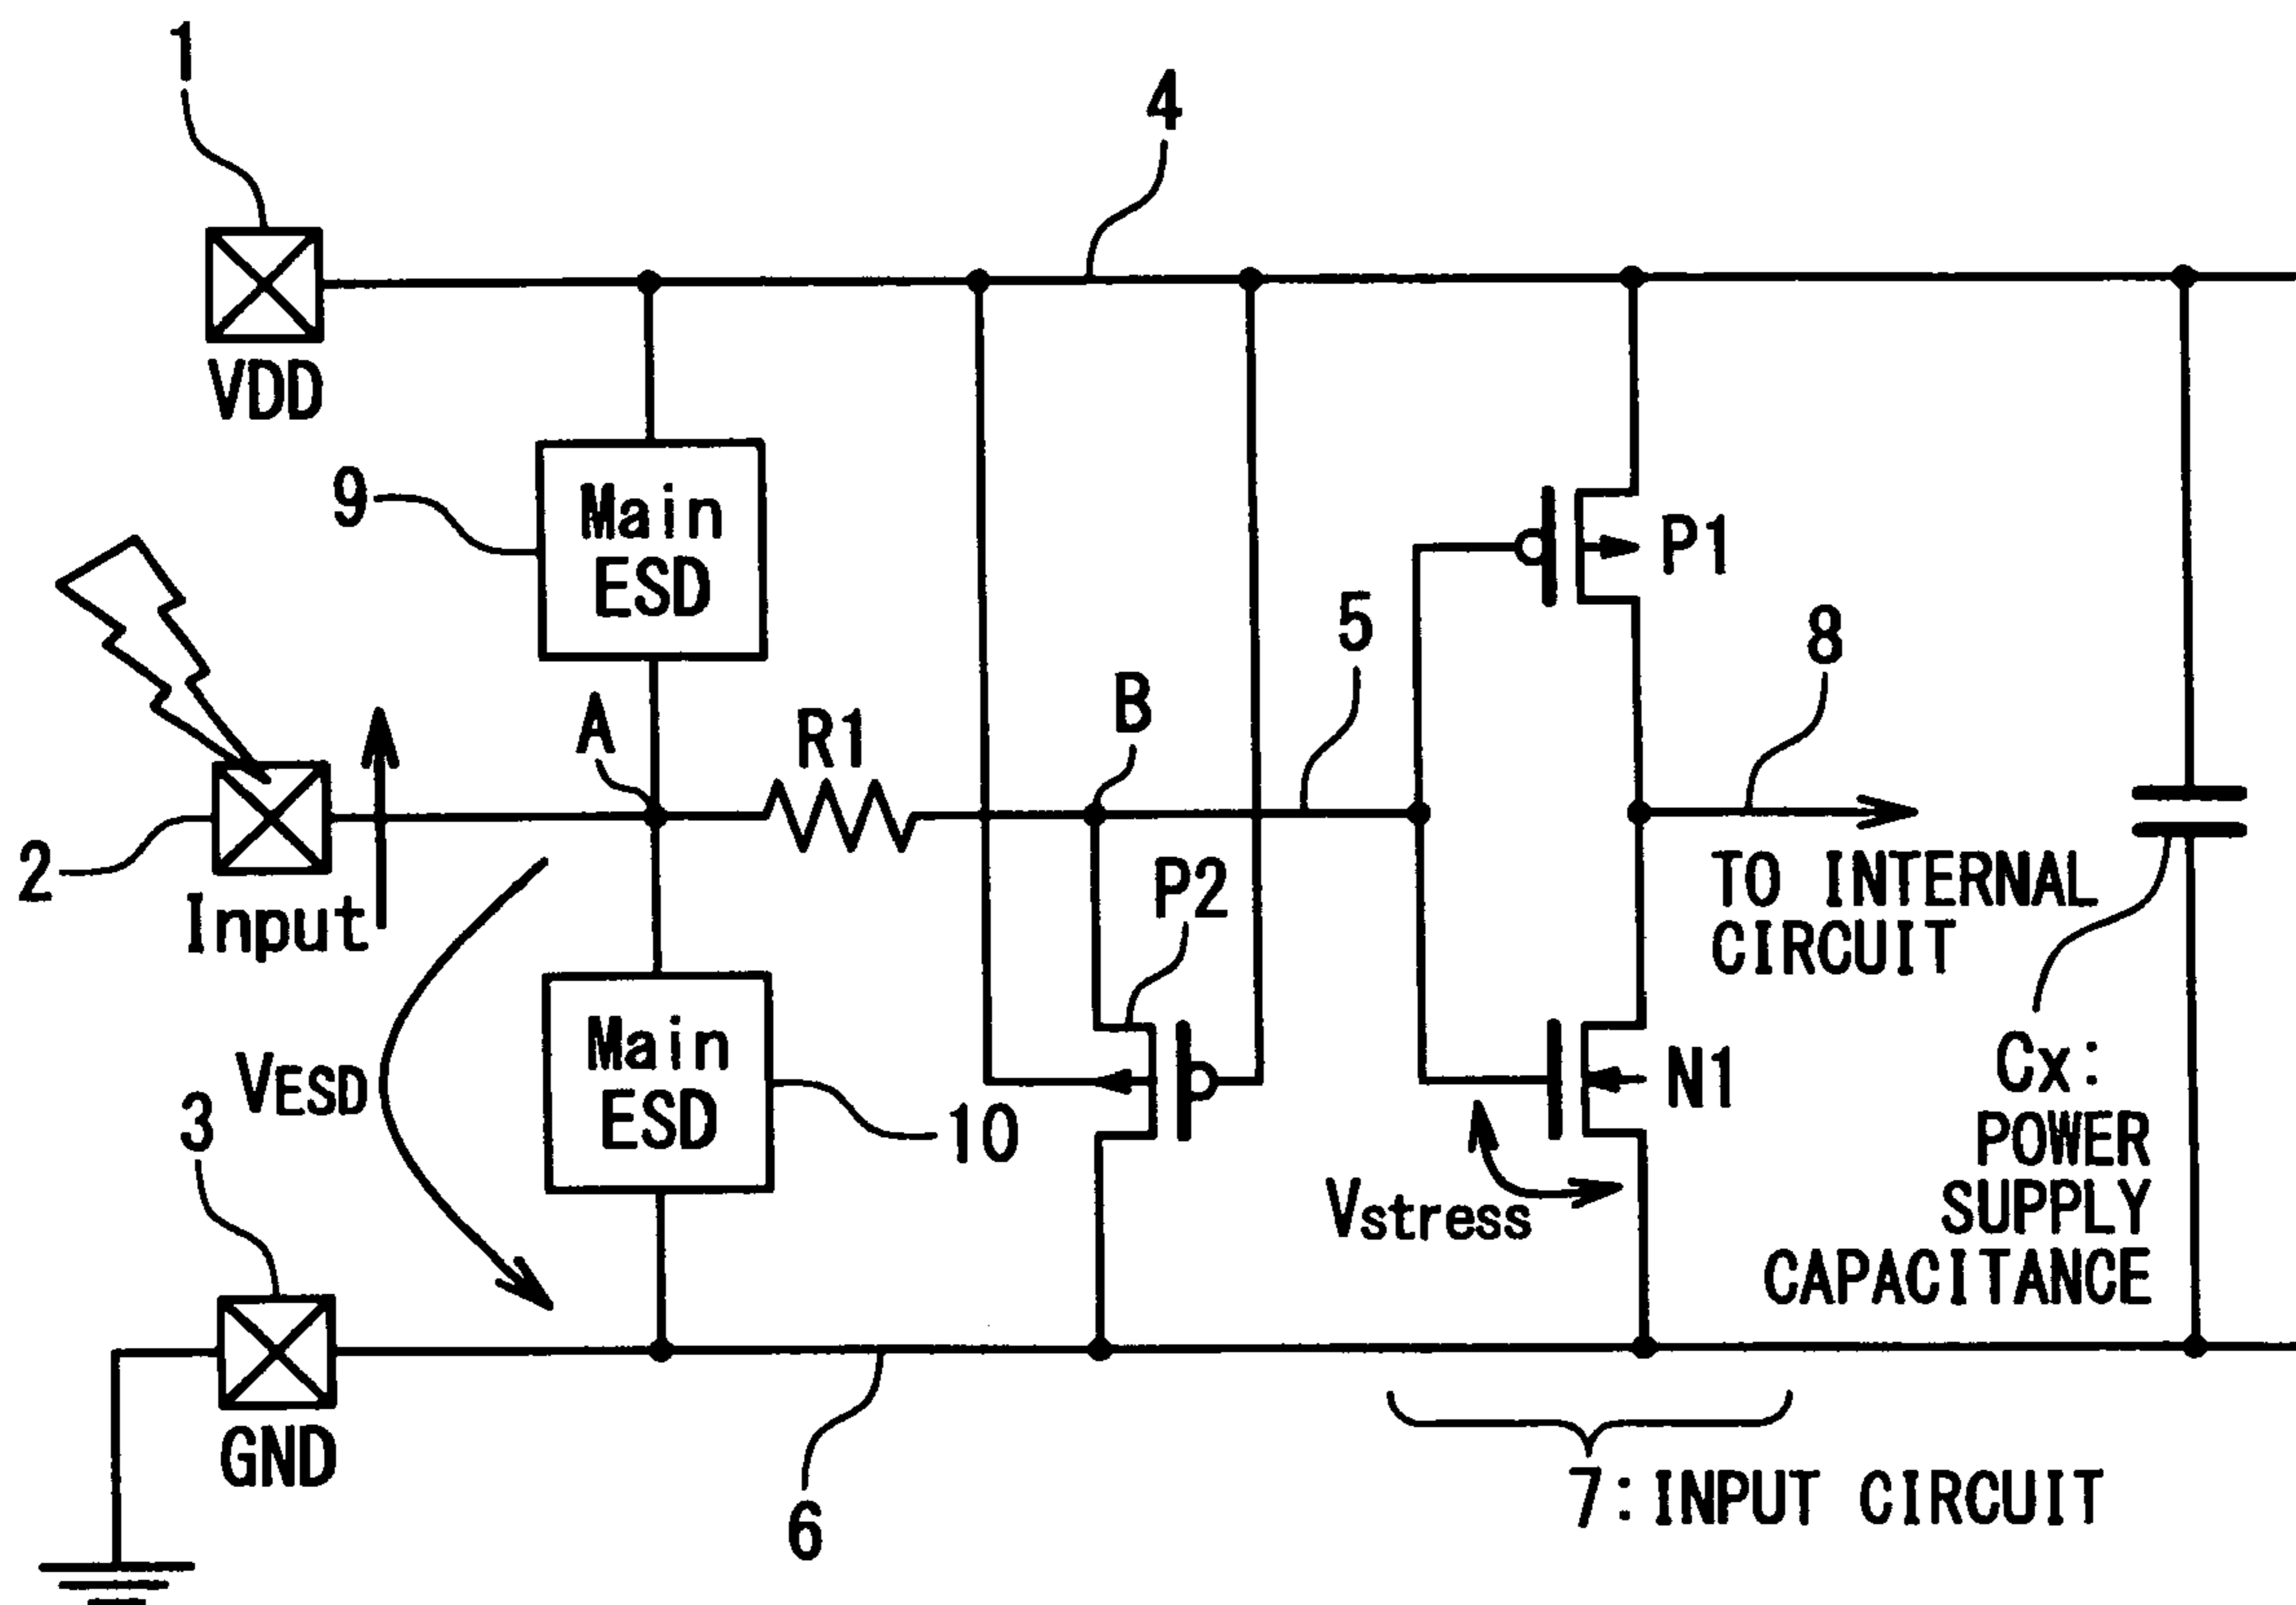 1
4
VDD
9
Main
ESD
P1
5
8
A
R1
B
2
Input
P2
TO INTERNAL
CIRCUIT
VESD
3
Main
ESD
10
N1
Cx:
POWER
SUPPLY
CAPACITANCE
Vstress
GND
6
7:INPUT CIRCUIT